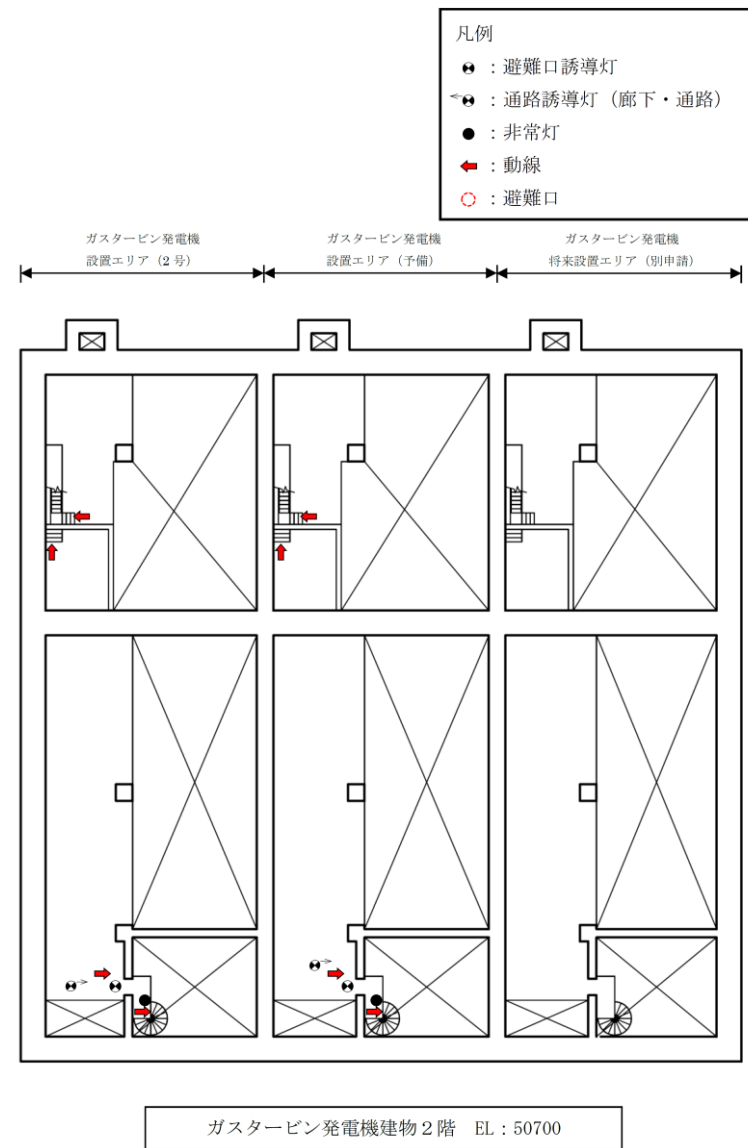 凡例
：避難口誘導灯
：通路誘導灯（廊下・通路）
：非常灯
：動線
：避難口
ガスタービン発電機
設置エリア（2号）
ガスタービン発電機
設置エリア（予備）
ガスタービン発電機
将来設置エリア（別申請）
ガスタービン発電機建物２階　EL：50700